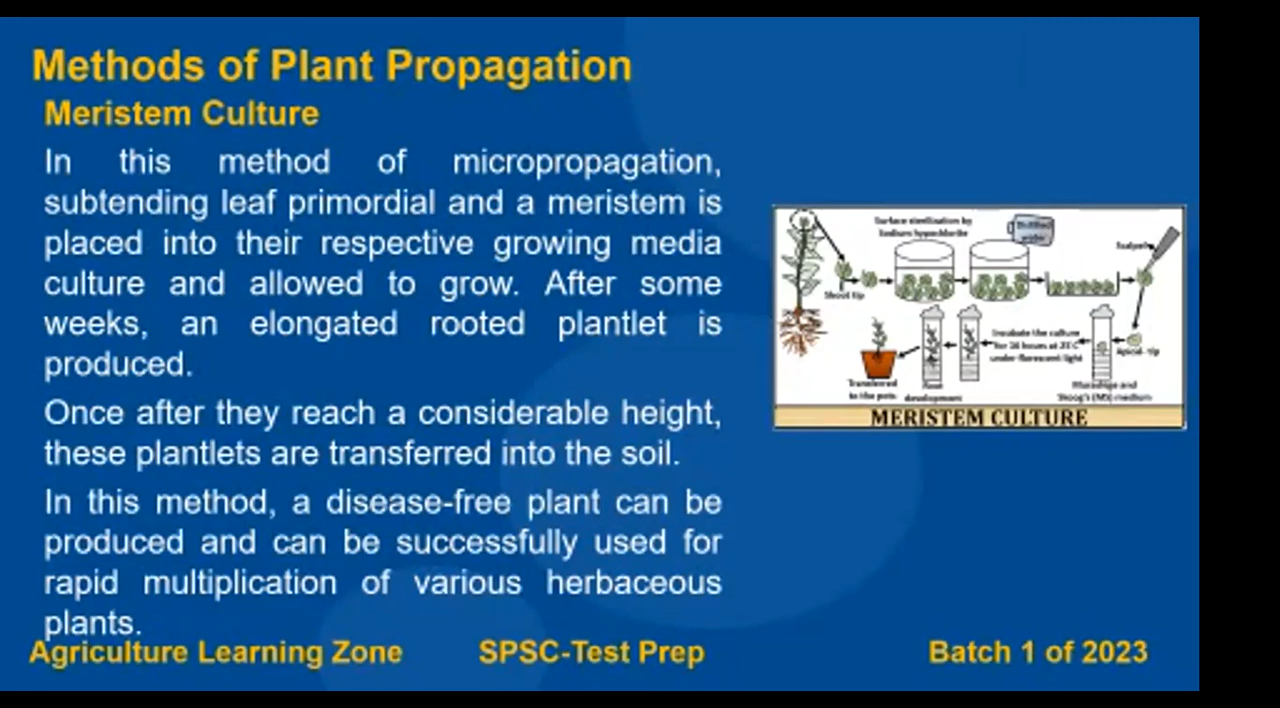 Methods of Plant Propagation
Meristem Culture
In this method of micropropagation,
subtending leaf primordial and a meristem is
placed into their respective growing media
culture and allowed to grow. After some
weeks, an elongated rooted plantlet is
produced.
Once after they reach a considerable height,
these plantlets are transferred into the soil.
In this method, a disease-free plant can be
produced and can be successfully used for
rapid multiplication of various herbaceous
plants.
Surface sterilization by
Sodium hypochlorite
Distilled
water
Scalpel
Shoot tip
Incubate the culture
for 16 hours at 25°C
under florescent light
Apical-tip
Transferred
to the pots
Root
development
Murashige and
Skoog's (MS) medium
MERISTEM CULTURE
Agriculture Learning Zone
SPSC-Test Prep
Batch 1 of 2023